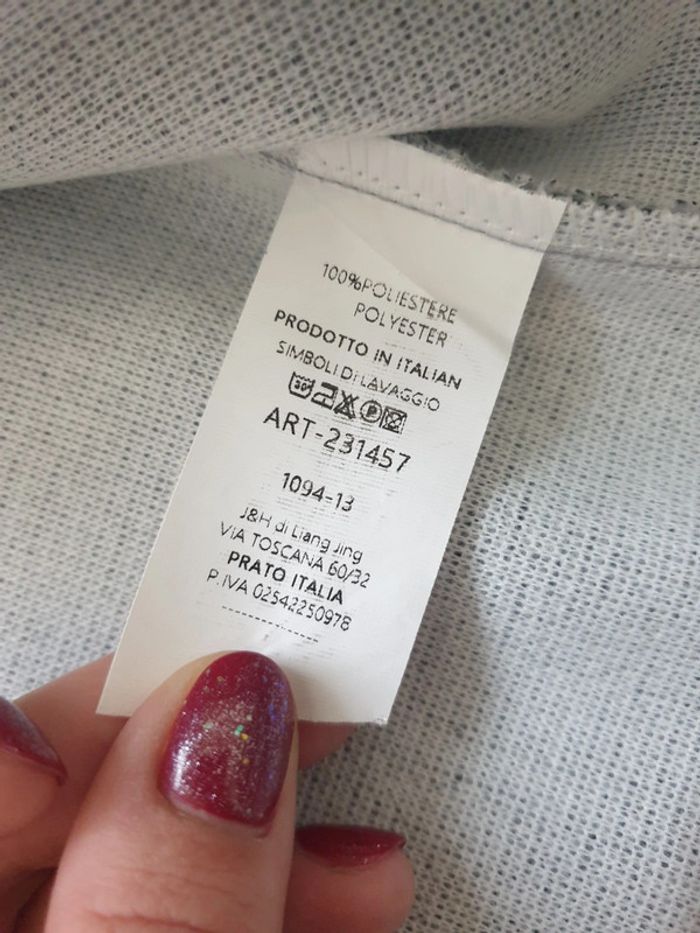 100%POLIESTERE
POLYESTER
PRODOTTO IN ITALIAN
SIMBOLI DI LAVAGGIO
30° P
ART-231457
1094-13
J&H di Liang Jing
VIA TOSCANA 60/32
PRATO ITALIA
P. IVA 02542250978